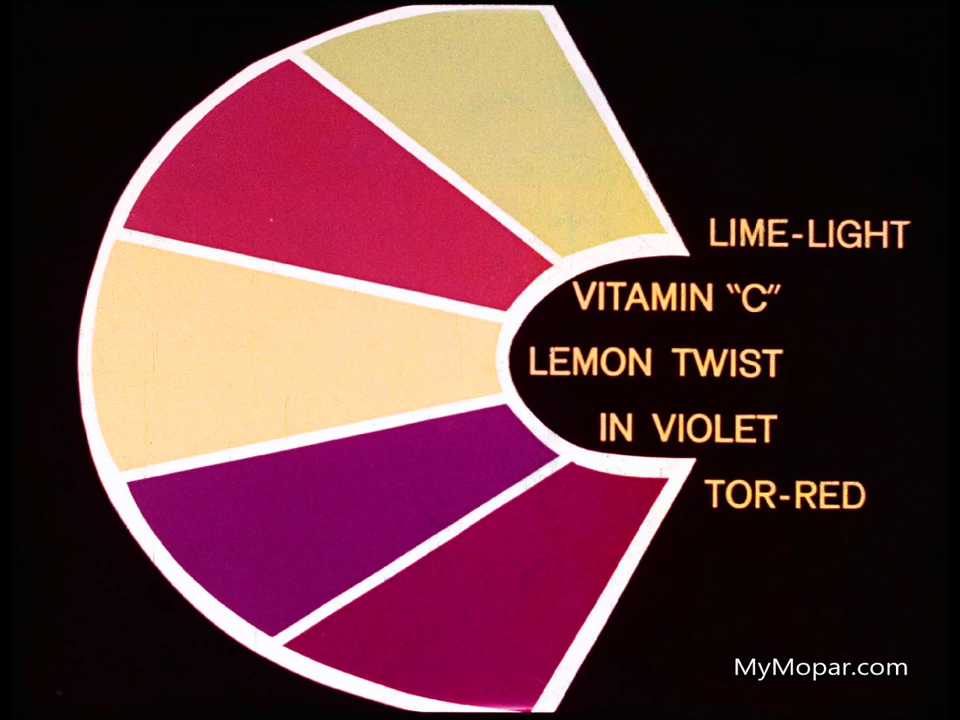 LIME-LIGHT
VITAMIN “C”
LEMON TWIST
IN VIOLET
TOR-RED
MyMopar.com